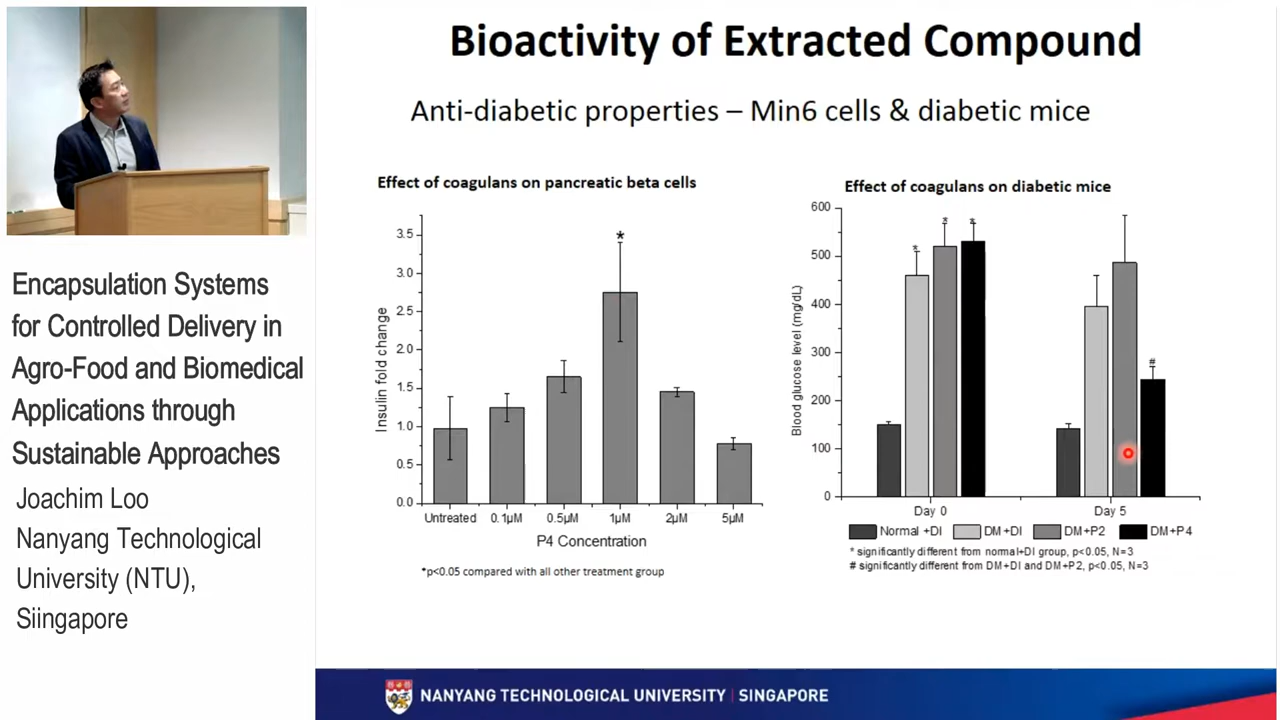 Bioactivity of Extracted Compound
Anti-diabetic properties – Min6 cells & diabetic mice
Effect of coagulans on pancreatic beta cells
Insulin fold change
3.5
3.0
2.5
2.0
1.5
1.0
0.5
0.0
*
Untreated 0.1µM 0.5µM 1µM 2µM 5µM
P4 Concentration
*p<0.05 compared with all other treatment group
Effect of coagulans on diabetic mice
Blood glucose level (mg/dL)
600
500
400
300
200
100
0
* * *
#
Day 0 Day 5
Normal +DI DM+DI DM+P2 DM+P4
* significantly different from normal+DI group, p<0.05, N=3
# significantly different from DM+DI and DM+P2, p<0.05, N=3
Encapsulation Systems
for Controlled Delivery in
Agro-Food and Biomedical
Applications through
Sustainable Approaches
Joachim Loo
Nanyang Technological
University (NTU),
Siingapore
NANYANG TECHNOLOGICAL UNIVERSITY | SINGAPORE